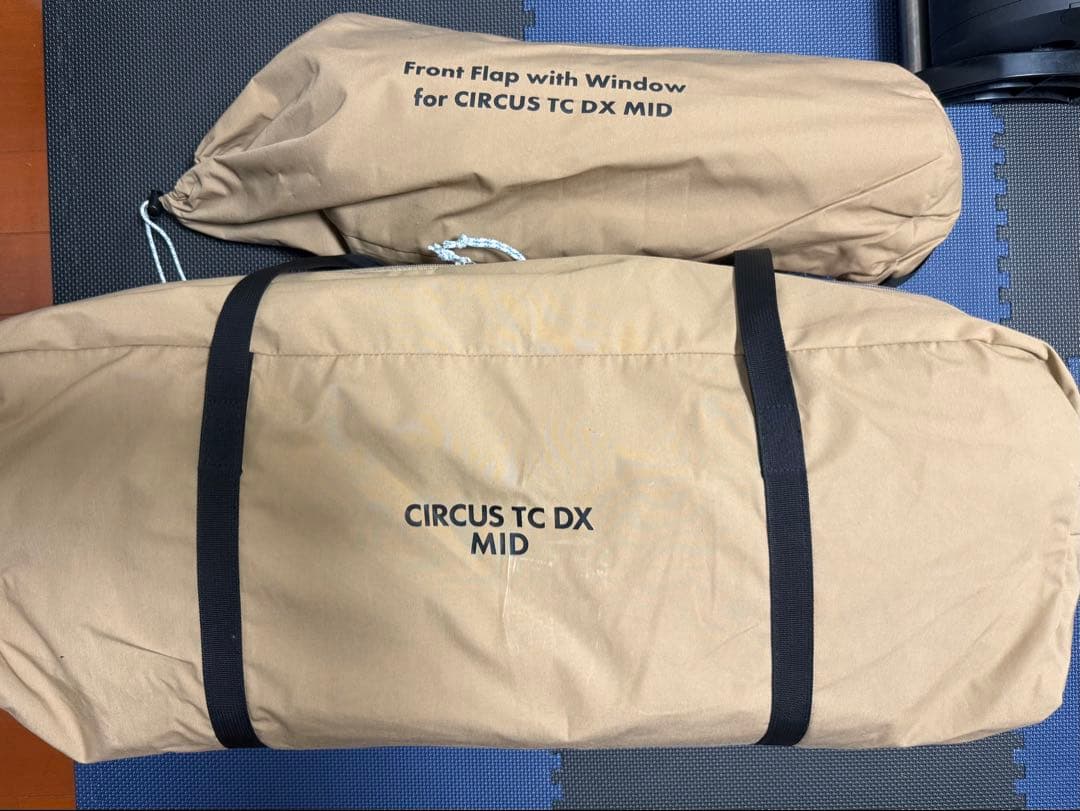 Front Flap with Window
for CIRCUS TC DX MID
CIRCUS TC DX
MID